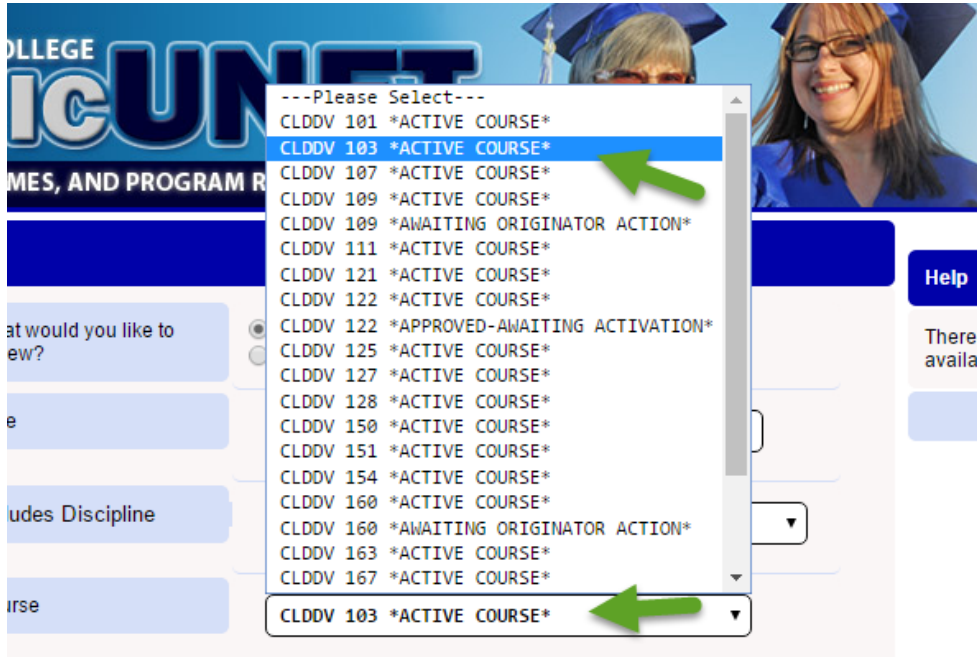 OLLEGE
icUNET
MES, AND PROGRAM R
---Please Select---
CLDDV 101 *ACTIVE COURSE*
CLDDV 103 *ACTIVE COURSE*
CLDDV 107 *ACTIVE COURSE*
CLDDV 109 *ACTIVE COURSE*
CLDDV 109 *AWAITING ORIGINATOR ACTION*
CLDDV 111 *ACTIVE COURSE*
CLDDV 121 *ACTIVE COURSE*
CLDDV 122 *ACTIVE COURSE*
CLDDV 122 *APPROVED-AWAITING ACTIVATION*
CLDDV 125 *ACTIVE COURSE*
CLDDV 127 *ACTIVE COURSE*
CLDDV 128 *ACTIVE COURSE*
CLDDV 150 *ACTIVE COURSE*
CLDDV 151 *ACTIVE COURSE*
CLDDV 154 *ACTIVE COURSE*
CLDDV 160 *ACTIVE COURSE*
CLDDV 160 *AWAITING ORIGINATOR ACTION*
CLDDV 163 *ACTIVE COURSE*
CLDDV 167 *ACTIVE COURSE*
at would you like to
ew?
e
udes Discipline
urse
CLDDV 103 *ACTIVE COURSE*
Help
There
availa